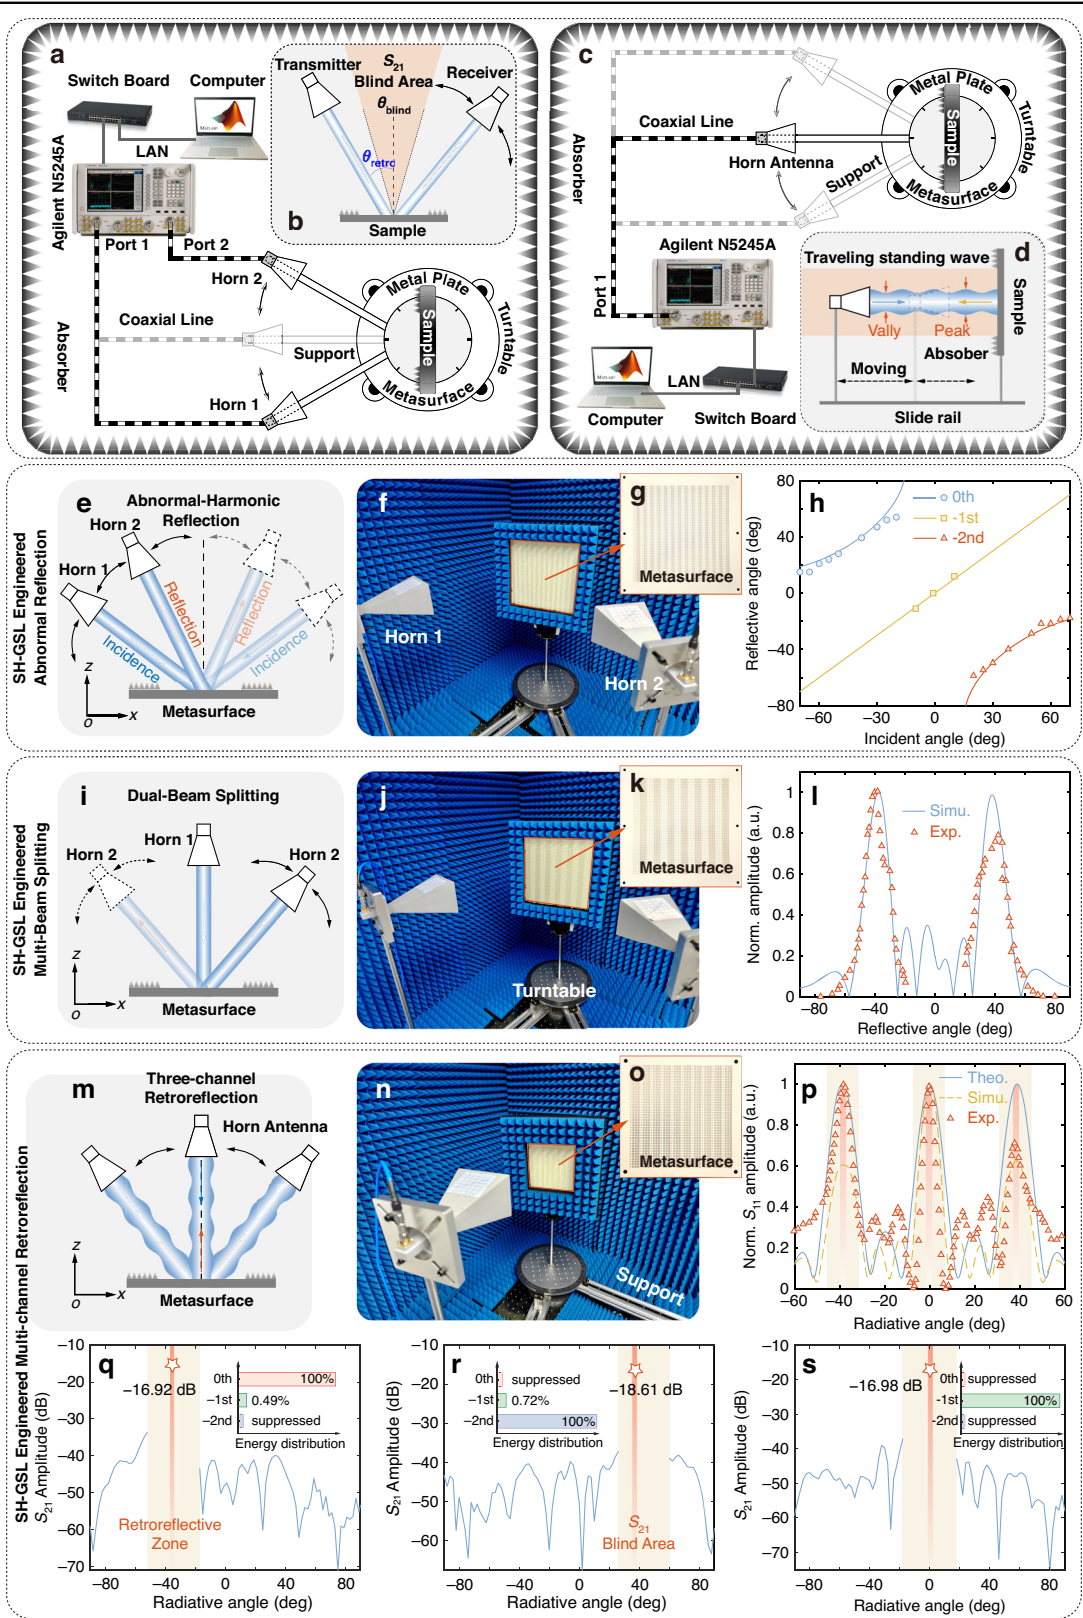 a
Switch Board
Computer
LAN
Agilent N5245A
Port 1
Port 2
Horn 2
Coaxial Line
Absorber
Support
Horn 1
Metal Plate
Sample
Metasurface
Turntable
b
Transmitter
S21
Blind Area
Receiver
θblind
θretro
Sample
c
Absorber
Coaxial Line
Horn Antenna
Support
Metal Plate
Sample
Metasurface
Turntable
Agilent N5245A
Port 1
LAN
Computer
Switch Board
d
Traveling standing wave
Vally
Peak
Sample
Absober
Moving
Slide rail
SH-GSL Engineered
Abnormal Reflection
e
Abnormal-Harmonic
Reflection
Horn 2
Horn 1
Reflection
Reflection
Incidence
Incidence
z
o
x
Metasurface
f
Horn 1
Horn 2
g
Metasurface
h
0th
-1st
-2nd
Reflective angle (deg)
80
40
0
−40
−80
−60
−30
0
30
60
Incident angle (deg)
SH-GSL Engineered
Multi-Beam Splitting
i
Dual-Beam Splitting
Horn 1
Horn 2
Horn 2
z
o
x
Metasurface
j
Turntable
k
Metasurface
l
Simu.
Exp.
Norm. amplitude (a.u.)
1
0.8
0.6
0.4
0.2
0
−80
−40
0
40
80
Reflective angle (deg)
SH-GSL Engineered Multi-channel Retroreflection
m
Three-channel
Retroreflection
Horn Antenna
z
o
x
Metasurface
n
Support
o
Metasurface
p
Theo.
Simu.
Exp.
Norm. S11 amplitude (a.u.)
1
0.8
0.6
0.4
0.2
0
−60
−40
−20
0
20
40
60
Radiative angle (deg)
q
−16.92 dB
0th
100%
−1st
0.49%
−2nd
suppressed
Energy distribution
Retroreflective
Zone
S21 Amplitude (dB)
−10
−20
−30
−40
−50
−60
−70
−80
−40
0
40
80
Radiative angle (deg)
r
−18.61 dB
0th
suppressed
−1st
0.72%
−2nd
100%
Energy distribution
S21
Blind Area
S21 Amplitude (dB)
−10
−20
−30
−40
−50
−60
−80
−40
0
40
80
Radiative angle (deg)
s
−16.98 dB
0th
suppressed
-1st
100%
−2nd
suppressed
Energy distribution
S21 Amplitude (dB)
−10
−20
−30
−40
−50
−60
−70
−80
−40
0
40
80
Radiative angle (deg)